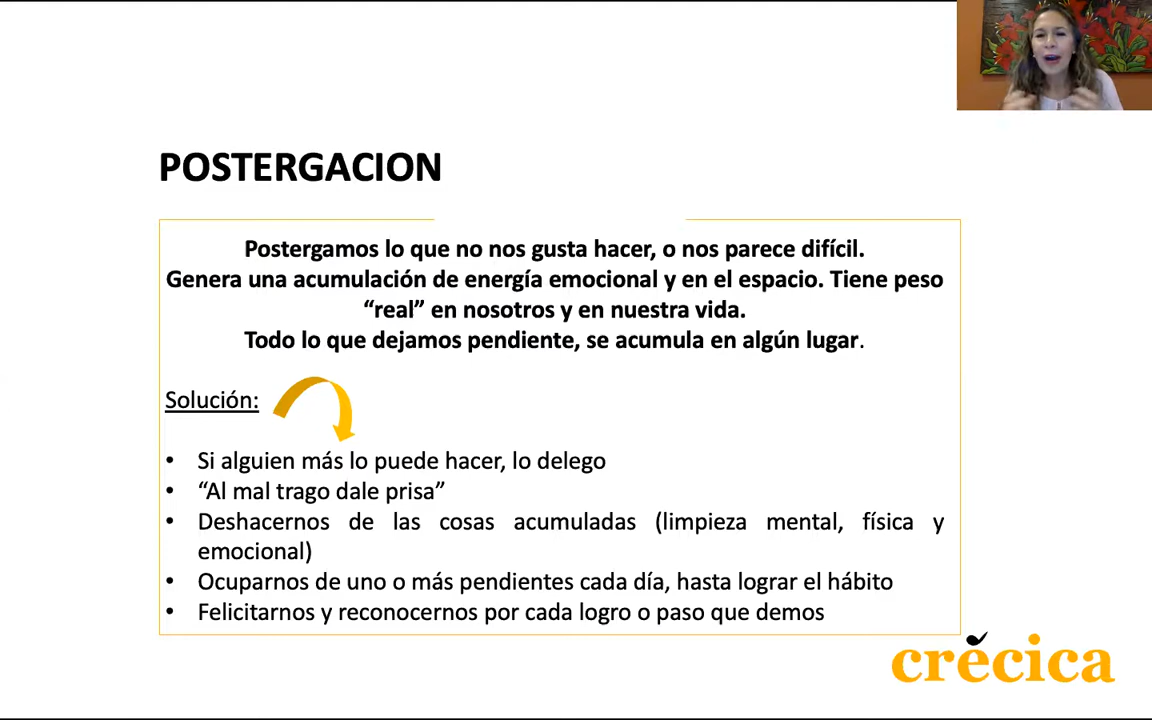 POSTERGACION
Postergamos lo que no nos gusta hacer, o nos parece difícil.
Genera una acumulación de energía emocional y en el espacio. Tiene peso
“real” en nosotros y en nuestra vida.
Todo lo que dejamos pendiente, se acumula en algún lugar.
Solución:
• Si alguien más lo puede hacer, lo delego
• “Al mal trago dale prisa”
• Deshacernos de las cosas acumuladas (limpieza mental, física y
emocional)
• Ocuparnos de uno o más pendientes cada día, hasta lograr el hábito
• Felicitarnos y reconocernos por cada logro o paso que demos
crecica